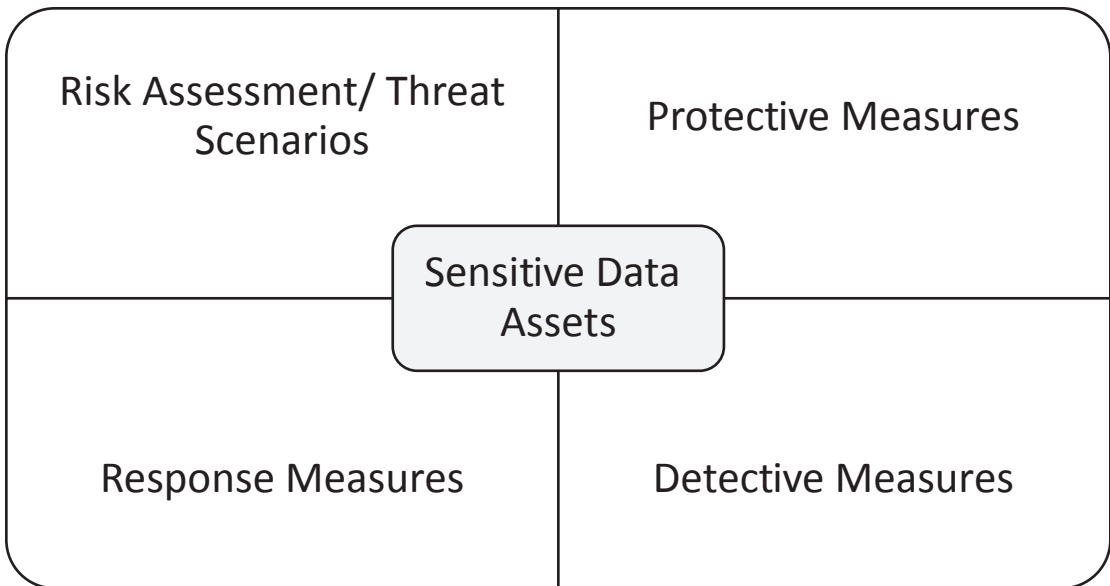 Risk Assessment/ Threat
Scenarios
Protective Measures
Sensitive Data
Assets
Response Measures
Detective Measures